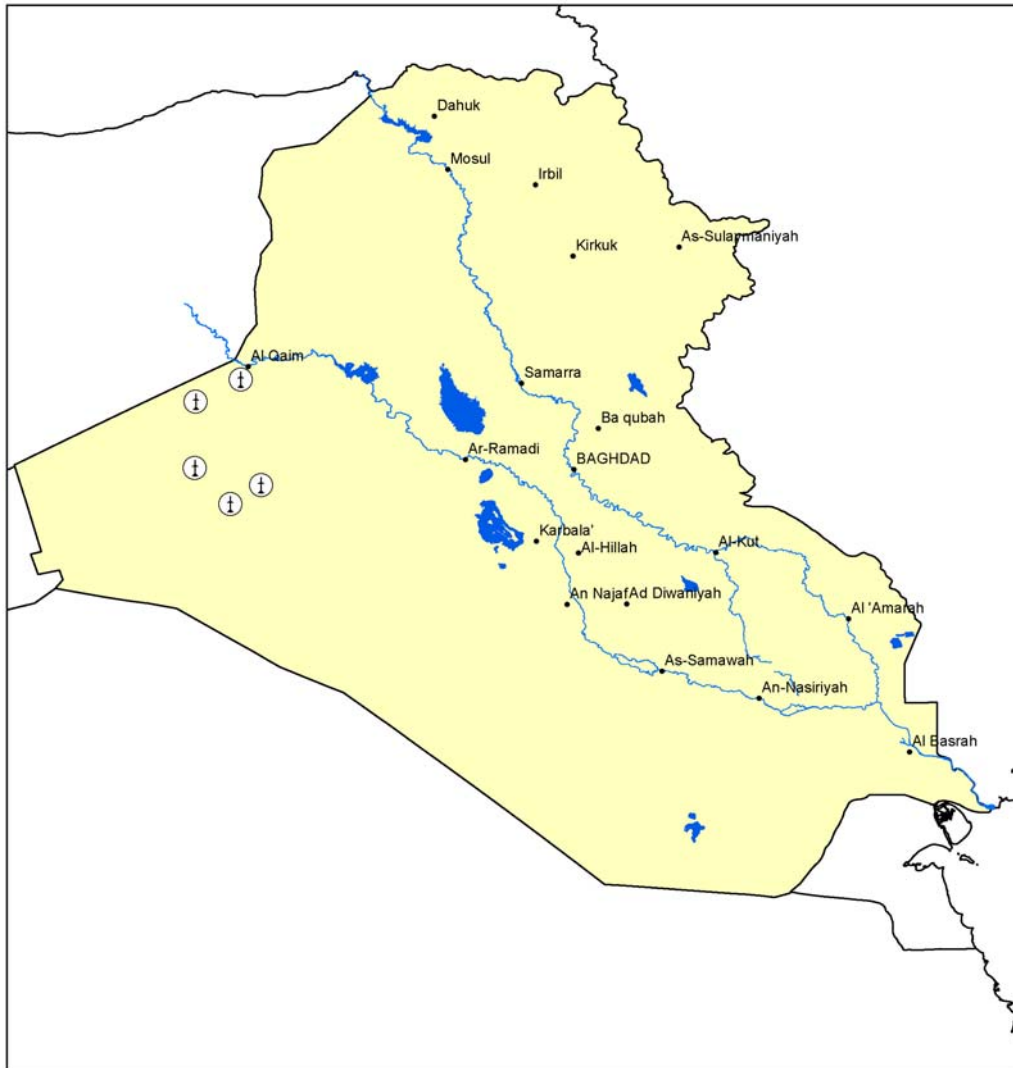 Dahuk
Mosul
Irbil
As-Sulaymaniyah
Kirkuk
Al Qaim
Samarra
Ba qubah
Ar-Ramadi
BAGHDAD
Karbala'
Al-Hillah
Al-Kut
An Najaf
Ad Diwaniyah
Al 'Amarah
As-Samawah
An-Nasiriyah
Al Basrah